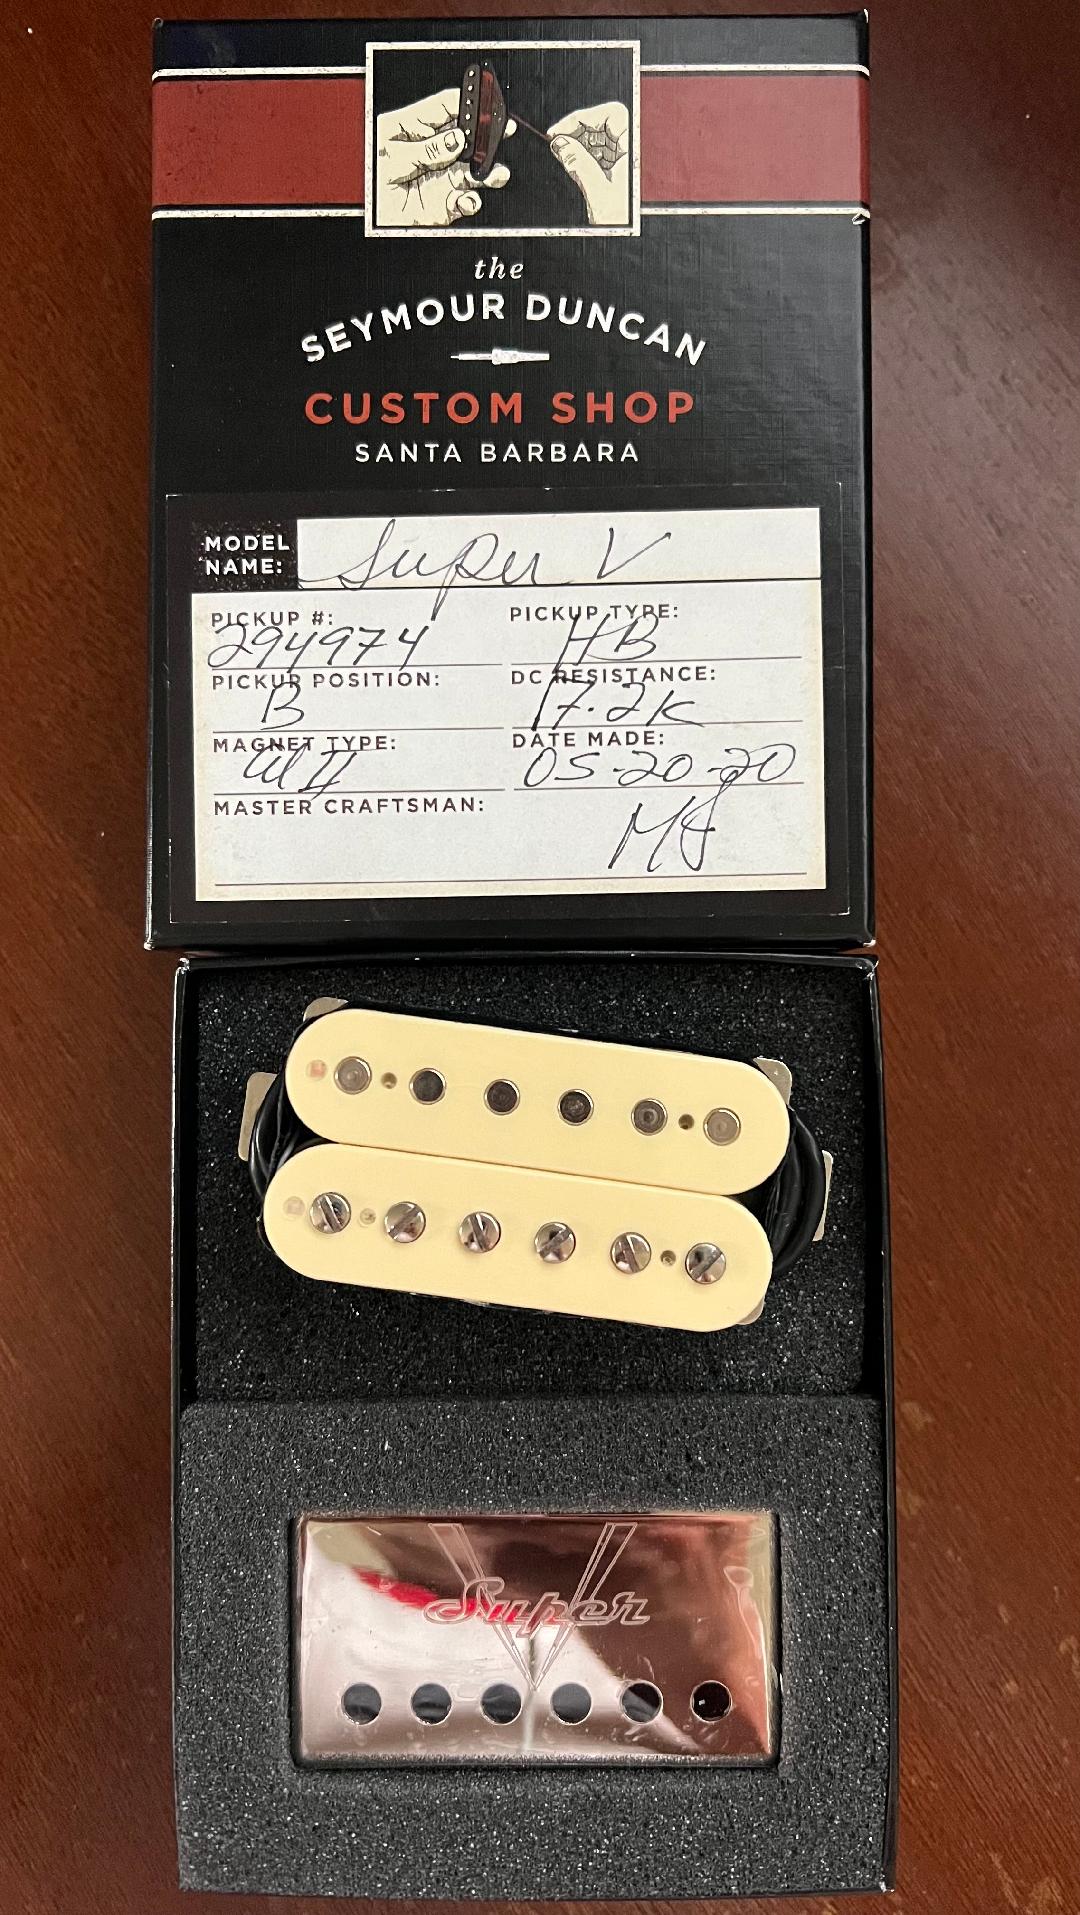 the
SEYMOUR DUNCAN
CUSTOM SHOP
SANTA BARBARA
MODEL NAME: Super V
PICKUP #: 294974
PICKUP TYPE: HB
PICKUP POSITION: B
DC RESISTANCE: 17.2K
MAGNET TYPE: II
DATE MADE: 05-20-20
MASTER CRAFTSMAN: MJ
V
Super